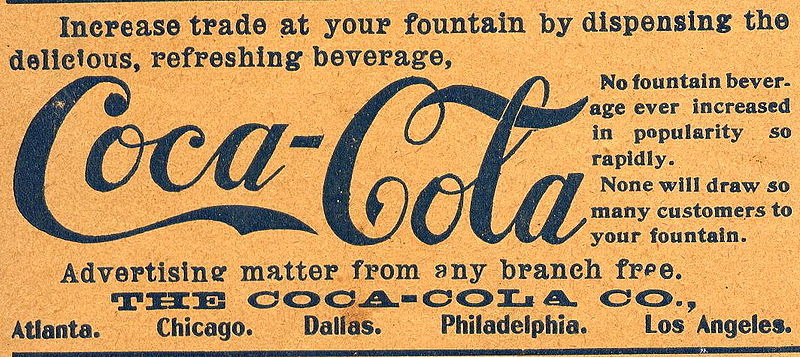 Increase trade at your fountain by dispensing the
delicious, refreshing beverage,
Coca-Cola
No fountain bever-
age ever increased
in popularity so
rapidly.
None will draw so
many customers to
your fountain.
Advertising matter from any branch free.
THE COCA-COLA CO.,
Atlanta. Chicago. Dallas. Philadelphia. Los Angeles.